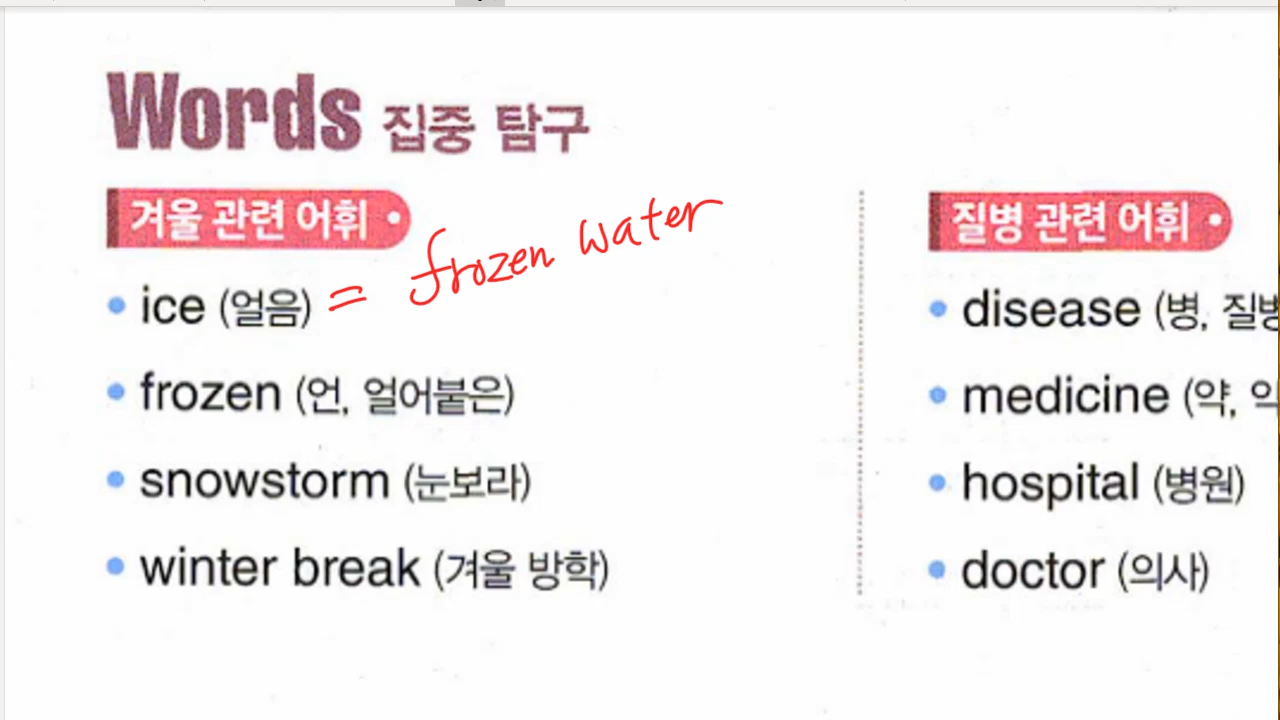 Words 집중 탐구
겨울 관련 어휘
ice (얼음) = frozen water
frozen (언, 얼어붙은)
snowstorm (눈보라)
winter break (겨울 방학)
질병 관련 어휘
disease (병, 질병
medicine (약,
hospital (병원)
doctor (의사)